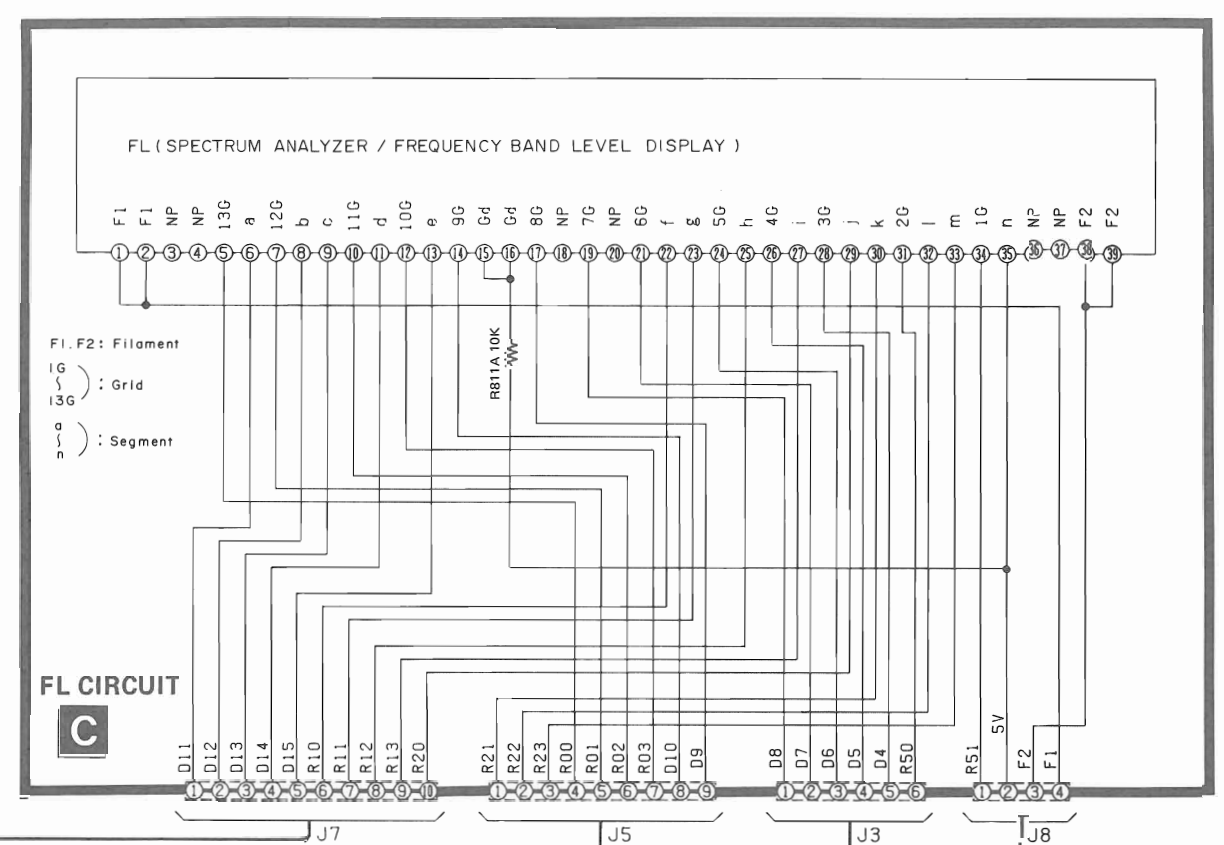 FL (SPECTRUM ANALYZER / FREQUENCY BAND LEVEL DISPLAY)
F1 F1 NP NP 13G a 12G b c 11G d 10G e 9G Gd Gd 8G NP 7G NP 6G f g 5G h 4G i 3G j k 2G l m 1G n NP NP F2 F2
1 2 3 4 5 6 7 8 9 10 11 12 13 14 15 16 17 18 19 20 21 22 23 24 25 26 27 28 29 30 31 32 33 34 35 36 37 38 39
F1. F2: Filament
1G
∫
13G
) : Grid
a
∫
n
) : Segment
R811A 10K
FL CIRCUIT
C
D11 D12 D13 D14 D15 R10 R11 R12 R13 R20
1 2 3 4 5 6 7 8 9 10
J7
R21 R22 R23 R00 R01 R02 R03 D10 D9
1 2 3 4 5 6 7 8 9
J5
D8 D7 D6 D5 D4 R50
1 2 3 4 5 6
J3
R51 5V F2 F1
1 2 3 4
J8